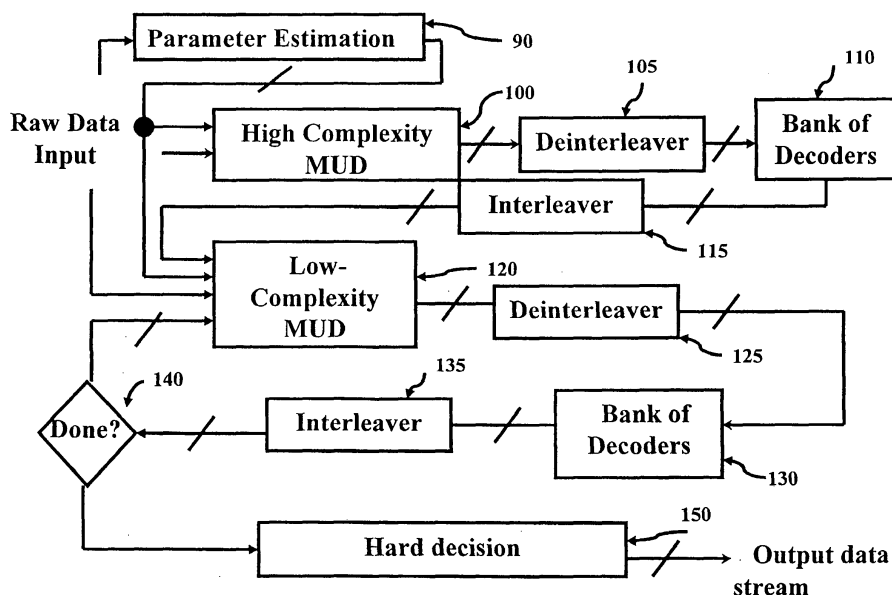 Parameter Estimation
90
Raw Data
Input
100
High Complexity
MUD
105
Deinterleaver
110
Bank of
Decoders
Interleaver
115
120
Low-
Complexity
MUD
Deinterleaver
125
135
Interleaver
140
Done?
Bank of
Decoders
130
150
Hard decision
Output data
stream